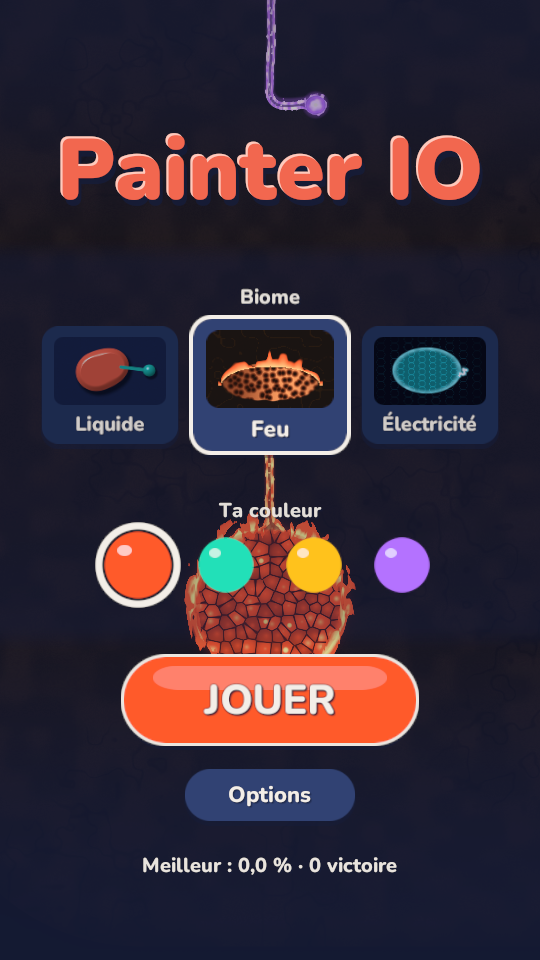 Painter IO
Biome
Liquide
Feu
Électricité
Ta couleur
JOUER
Options
Meilleur : 0,0 % · 0 victoire